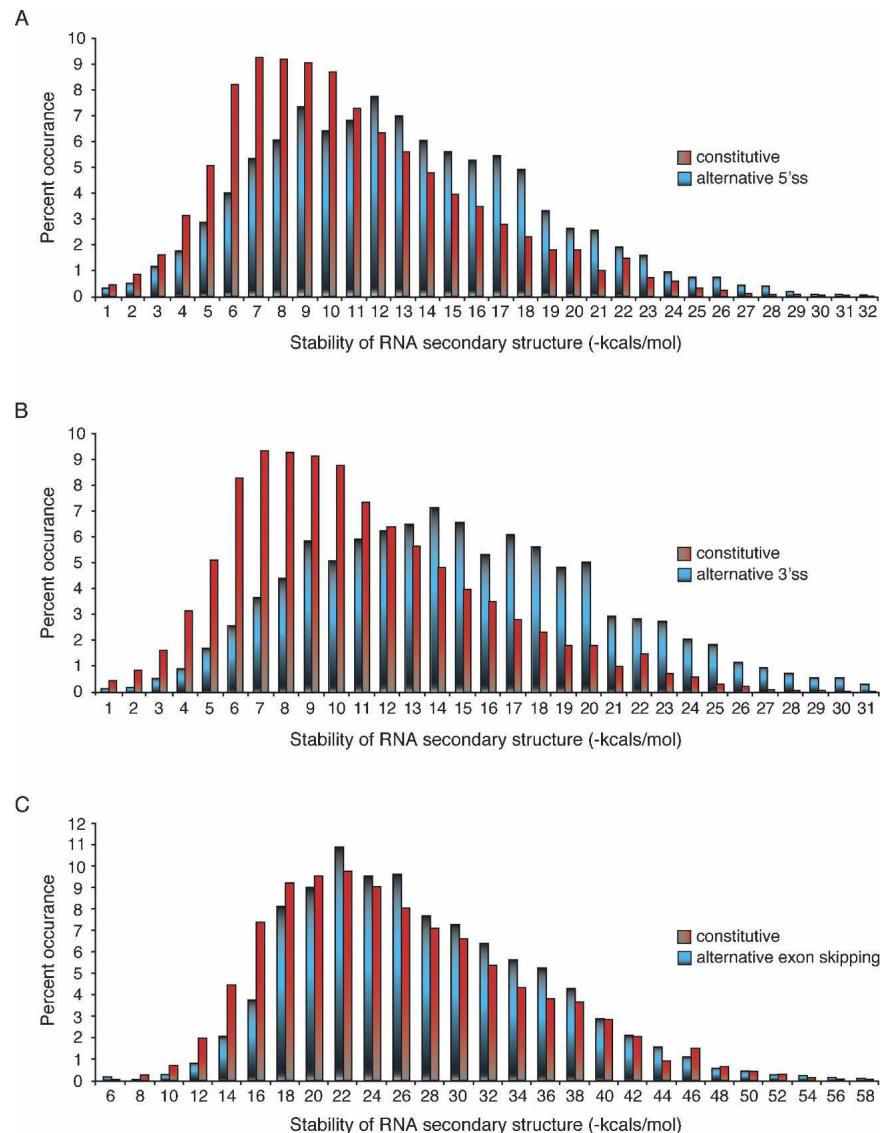 A
10
9
8
7
6
5
4
3
2
1
0
Percent occurance
constitutive
alternative 5'ss
1 2 3 4 5 6 7 8 9 10 11 12 13 14 15 16 17 18 19 20 21 22 23 24 25 26 27 28 29 30 31 32
Stability of RNA secondary structure (-kcals/mol)
B
10
9
8
7
6
5
4
3
2
1
0
Percent occurance
constitutive
alternative 3'ss
1 2 3 4 5 6 7 8 9 10 11 12 13 14 15 16 17 18 19 20 21 22 23 24 25 26 27 28 29 30 31
Stability of RNA secondary structure (-kcals/mol)
C
12
11
10
9
8
7
6
5
4
3
2
1
0
Percent occurance
constitutive
alternative exon skipping
6 8 10 12 14 16 18 20 22 24 26 28 30 32 34 36 38 40 42 44 46 48 50 52 54 56 58
Stability of RNA secondary structure (-kcals/mol)